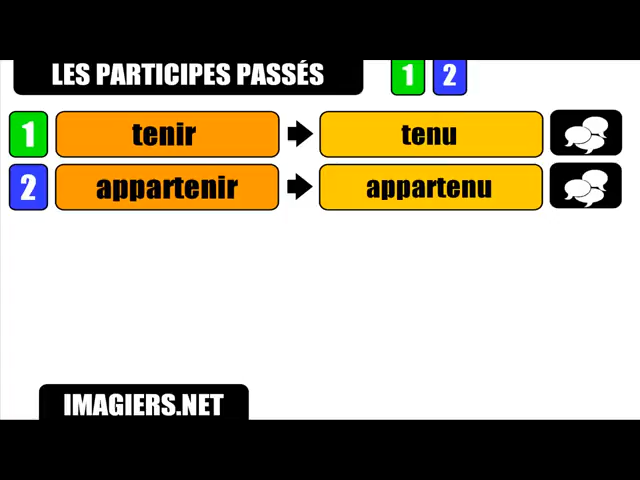 LES PARTICIPES PASSÉS 1 2
1 tenir tenu
2 appartenir appartenu
IMAGIERS.NET